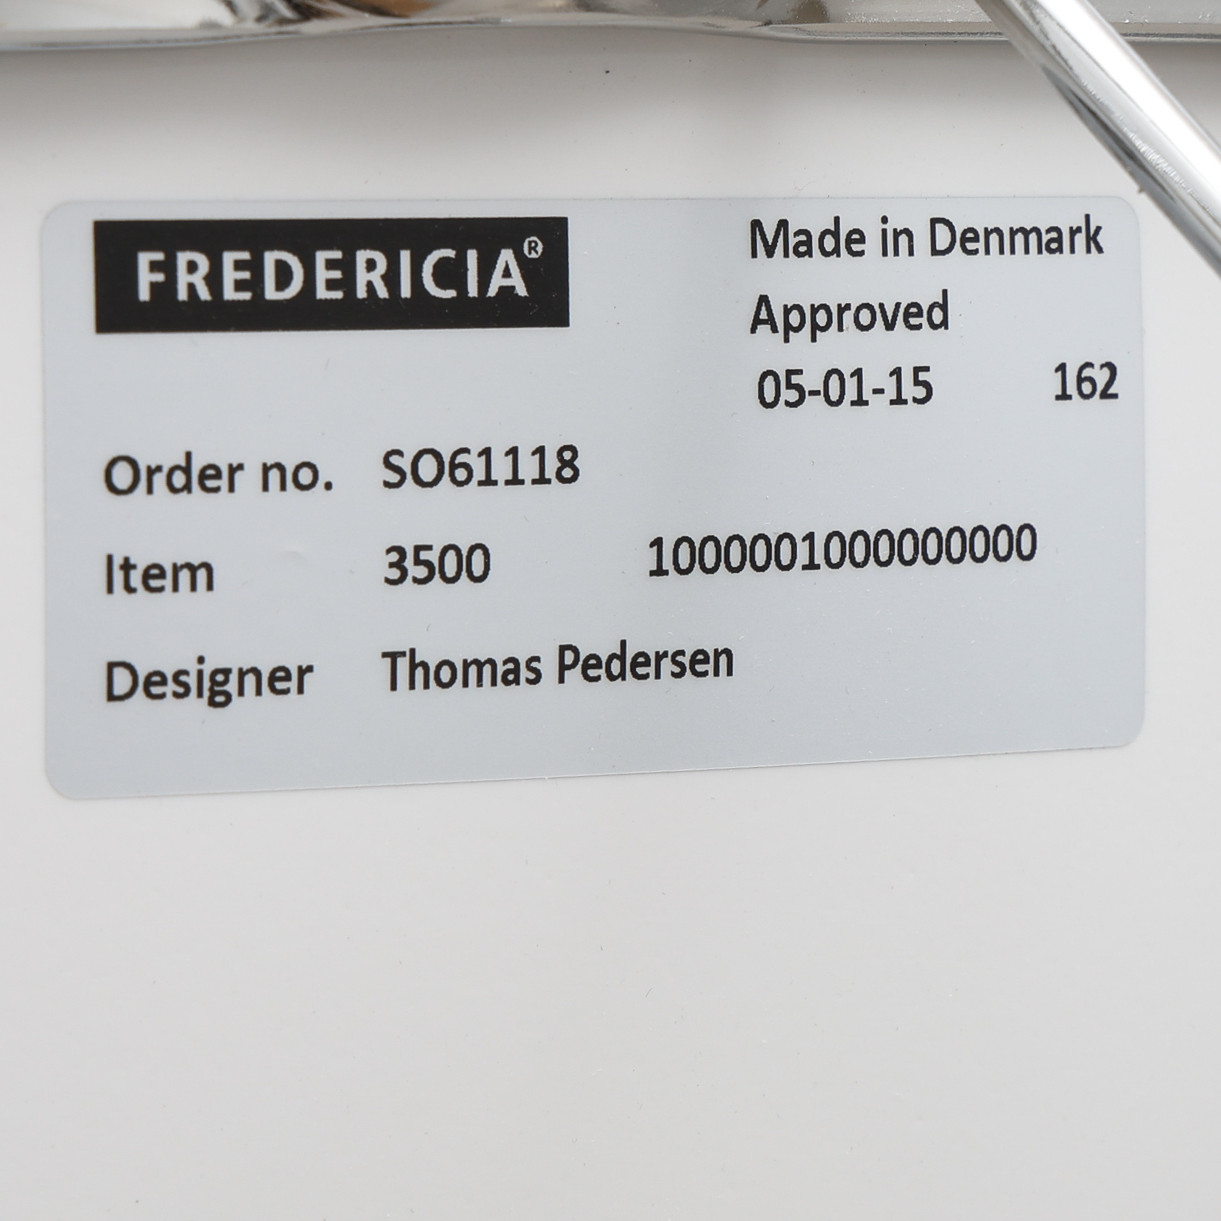 FREDERICIA®
Made in Denmark
Approved
05-01-15 162
Order no. SO61118
Item 3500 1000001000000000
Designer Thomas Pedersen